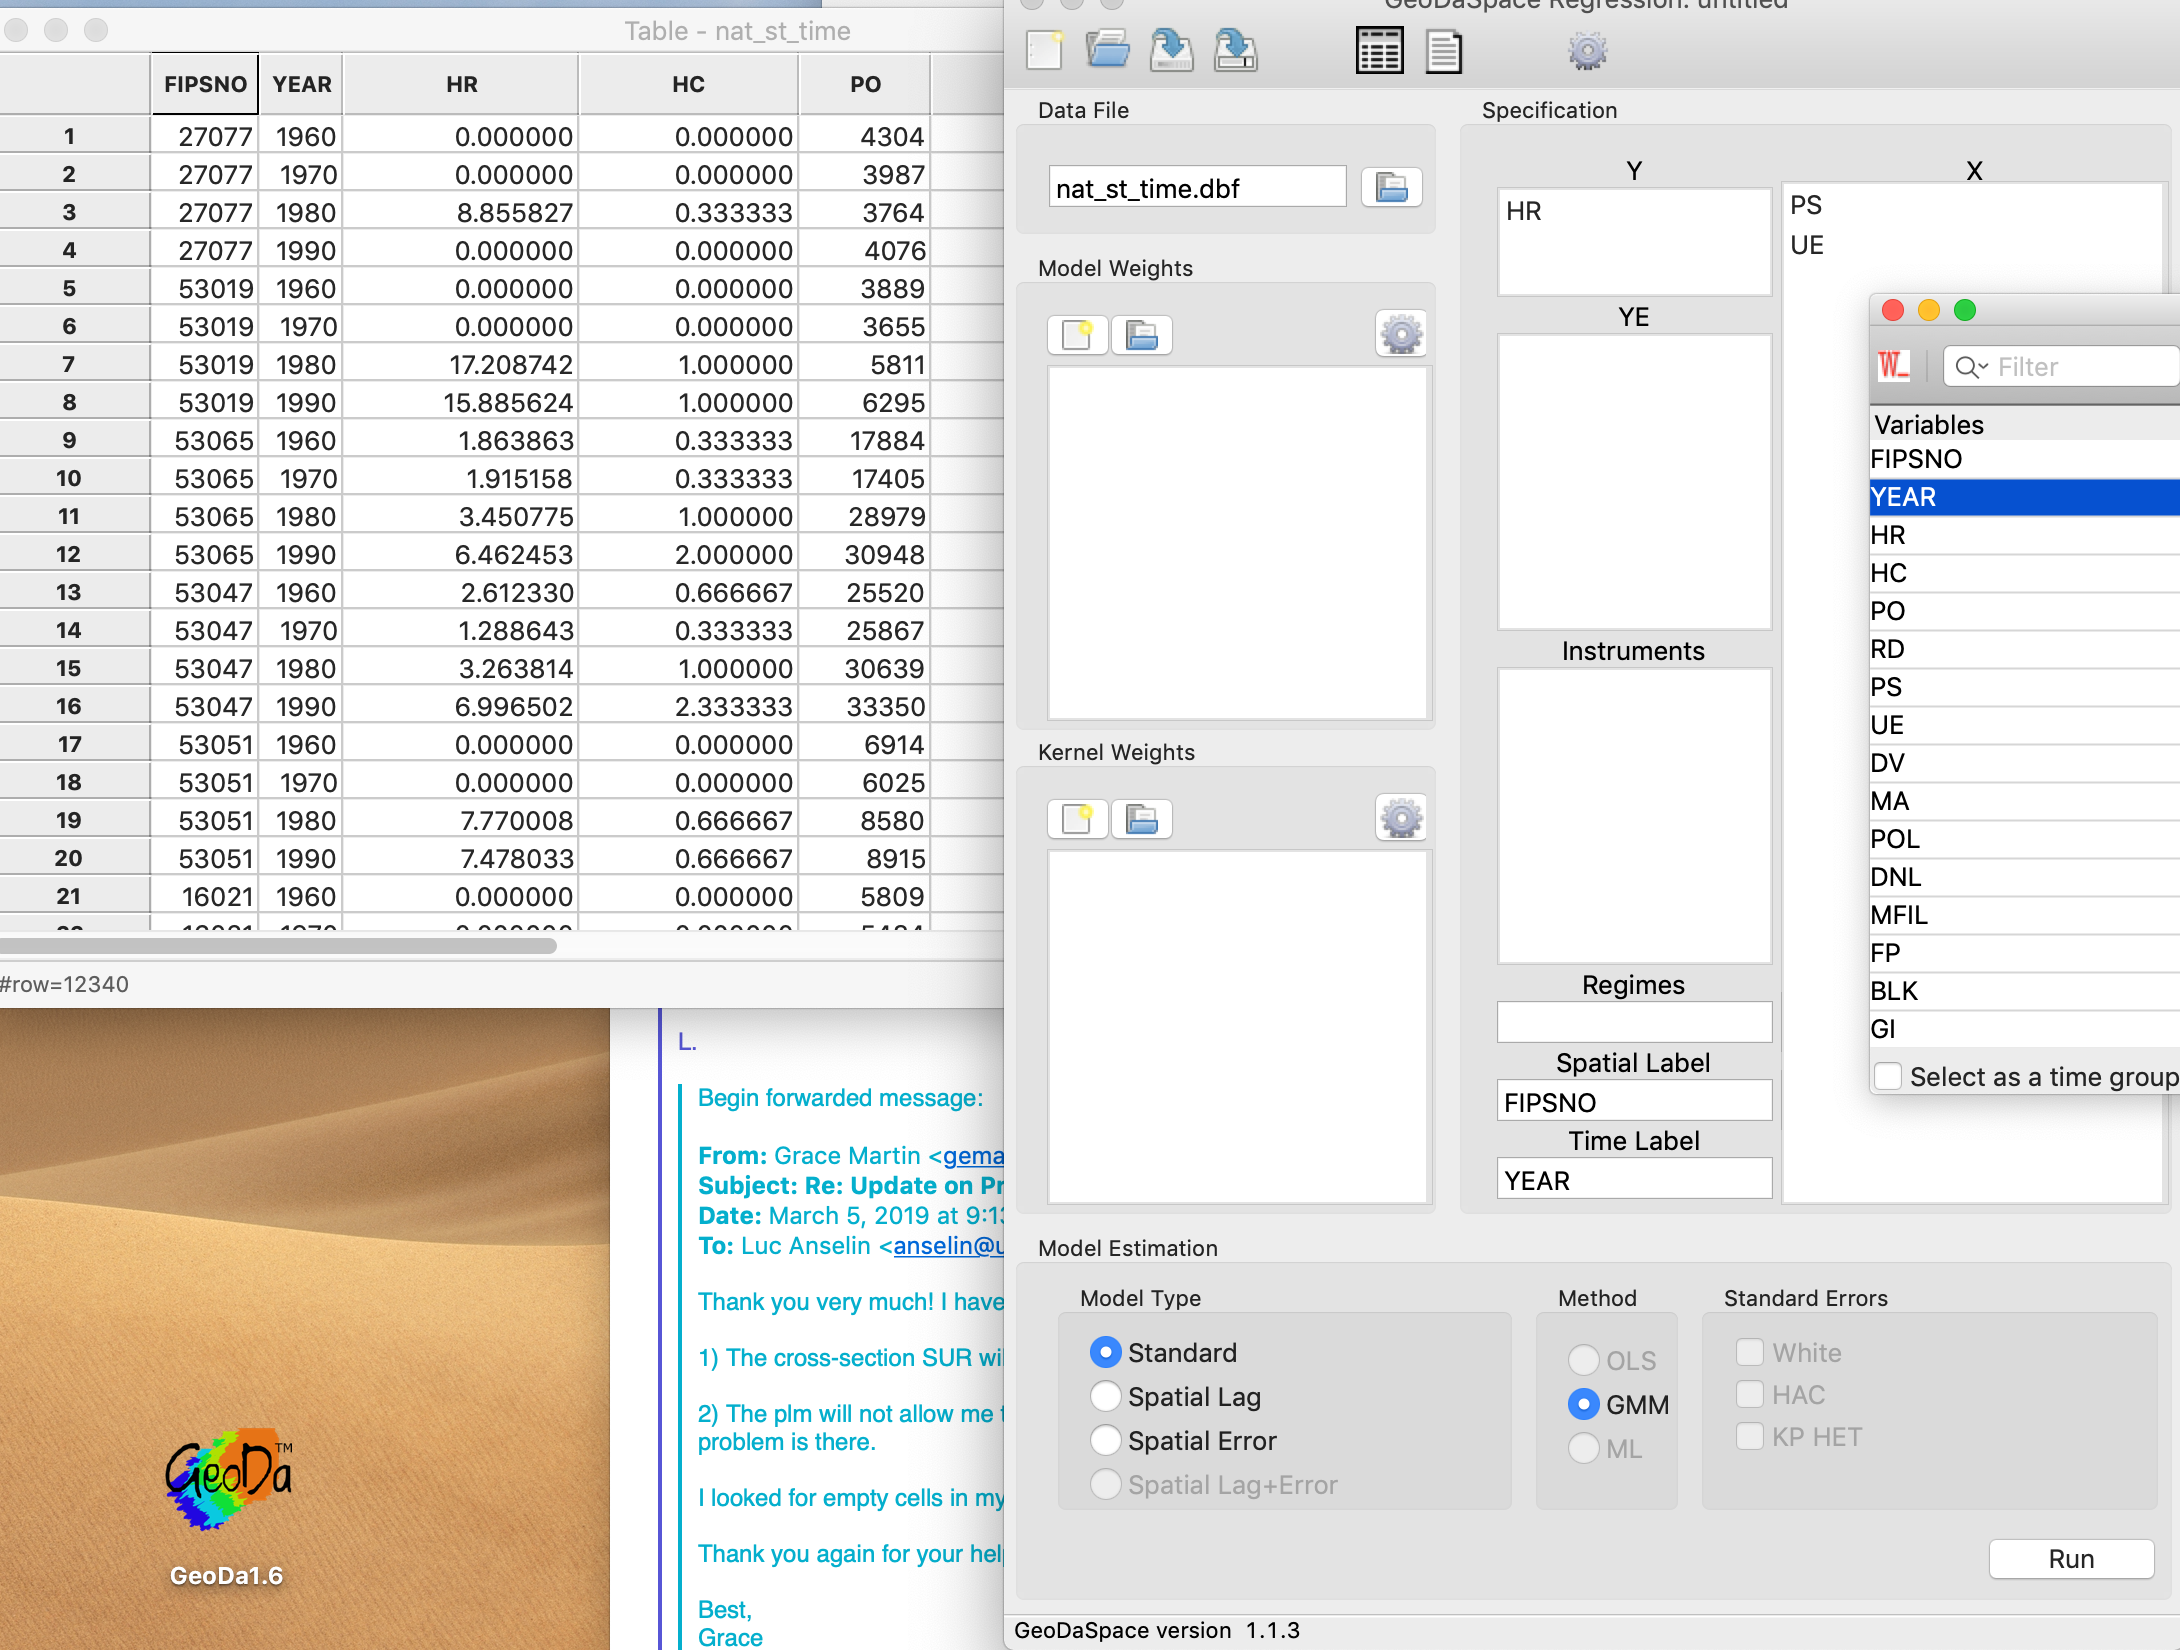 Table - nat_st_time
FIPSNO YEAR HR HC PO
1 27077 1960 0.000000 0.000000 4304
2 27077 1970 0.000000 0.000000 3987
3 27077 1980 8.855827 0.333333 3764
4 27077 1990 0.000000 0.000000 4076
5 53019 1960 0.000000 0.000000 3889
6 53019 1970 0.000000 0.000000 3655
7 53019 1980 17.208742 1.000000 5811
8 53019 1990 15.885624 1.000000 6295
9 53065 1960 1.863863 0.333333 17884
10 53065 1970 1.915158 0.333333 17405
11 53065 1980 3.450775 1.000000 28979
12 53065 1990 6.462453 2.000000 30948
13 53047 1960 2.612330 0.666667 25520
14 53047 1970 1.288643 0.333333 25867
15 53047 1980 3.263814 1.000000 30639
16 53047 1990 6.996502 2.333333 33350
17 53051 1960 0.000000 0.000000 6914
18 53051 1970 0.000000 0.000000 6025
19 53051 1980 7.770008 0.666667 8580
20 53051 1990 7.478033 0.666667 8915
21 16021 1960 0.000000 0.000000 5809
#row=12340
L.
Begin forwarded message:
From: Grace Martin <gema
Subject: Re: Update on Pr
Date: March 5, 2019 at 9:13
To: Luc Anselin <anselin@u
Thank you very much! I have
1) The cross-section SUR wil
2) The plm will not allow me t
problem is there.
I looked for empty cells in my
Thank you again for your help
Best,
Grace
GeoDa TM
GeoDa1.6
GeoDaSpace Regression: untitled
Data File
nat_st_time.dbf
Model Weights
Kernel Weights
Specification
Y
HR
X
PS
UE
YE
Instruments
Regimes
Spatial Label
FIPSNO
Time Label
YEAR
W_
Filter
Variables
FIPSNO
YEAR
HR
HC
PO
RD
PS
UE
DV
MA
POL
DNL
MFIL
FP
BLK
GI
Select as a time group
Model Estimation
Model Type
Standard
Spatial Lag
Spatial Error
Spatial Lag+Error
Method
OLS
GMM
ML
Standard Errors
White
HAC
KP HET
Run
GeoDaSpace version 1.1.3